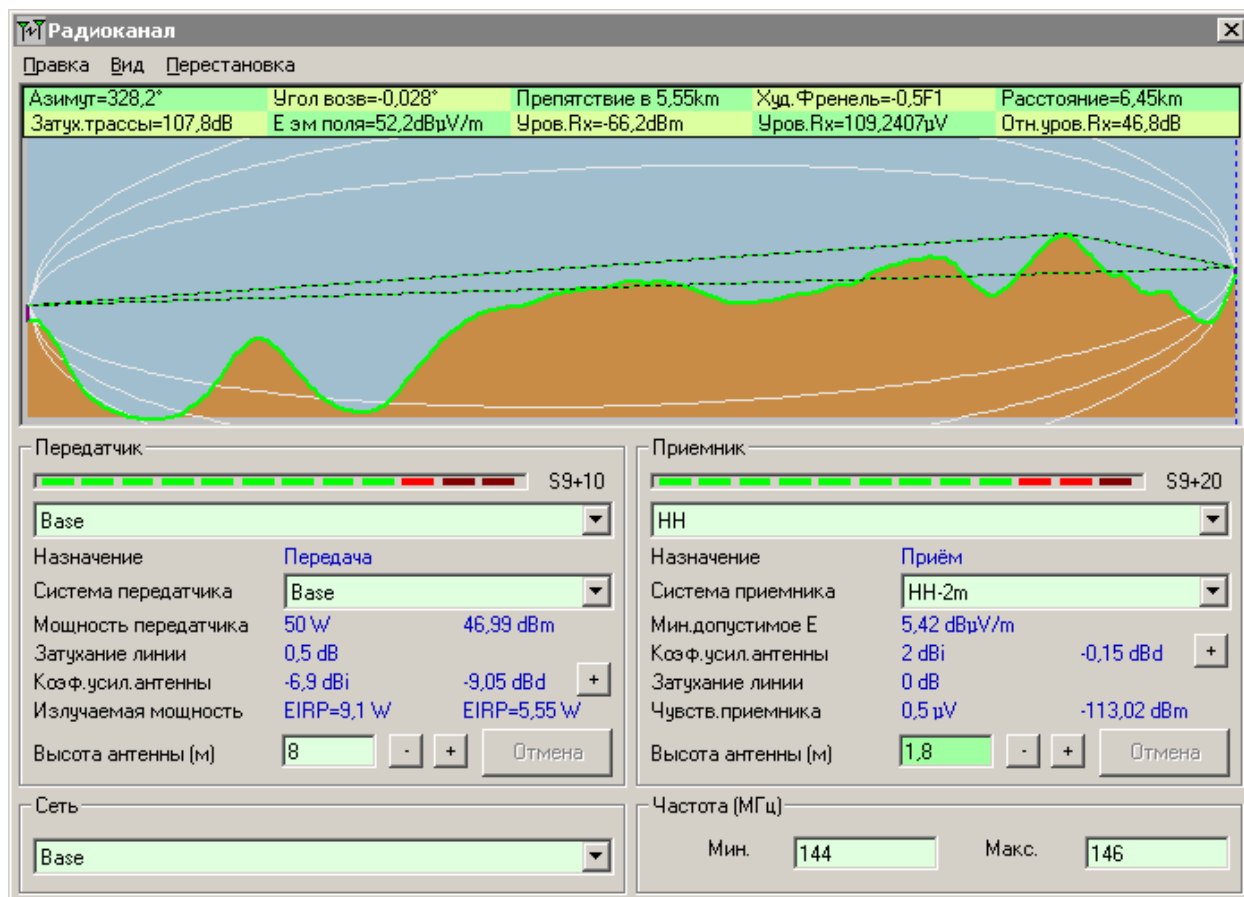 Радиоканал
Правка Вид Перестановка
Азимут=328,2° Угол возв=-0,028° Препятствие в 5,55km Худ.Френель=-0,5F1 Расстояние=6,45km
Затух.трассы=107,8dB E эм поля=52,2dBµV/m Уров.Rx=-66,2dBm Уров.Rx=109,2407µV Отн.уров.Rx=46,8dB
Передатчик
S9+10
Base
Назначение Передача
Система передатчика Base
Мощность передатчика 50 W 46,99 dBm
Затухание линии 0,5 dB
Коэф.усил.антенны -6,9 dBi -9,05 dBd +
Излучаемая мощность EIRP=9,1 W EIRP=5,55 W
Высота антенны (м) 8 - + Отмена
Приемник
S9+20
HH
Назначение Приём
Система приемника HH-2m
Мин.допустимое E 5,42 dBµV/m
Коэф.усил.антенны 2 dBi -0,15 dBd +
Затухание линии 0 dB
Чувств.приемника 0,5 µV -113,02 dBm
Высота антенны (м) 1,8 - + Отмена
Сеть
Base
Частота (МГц)
Мин. 144 Макс. 146